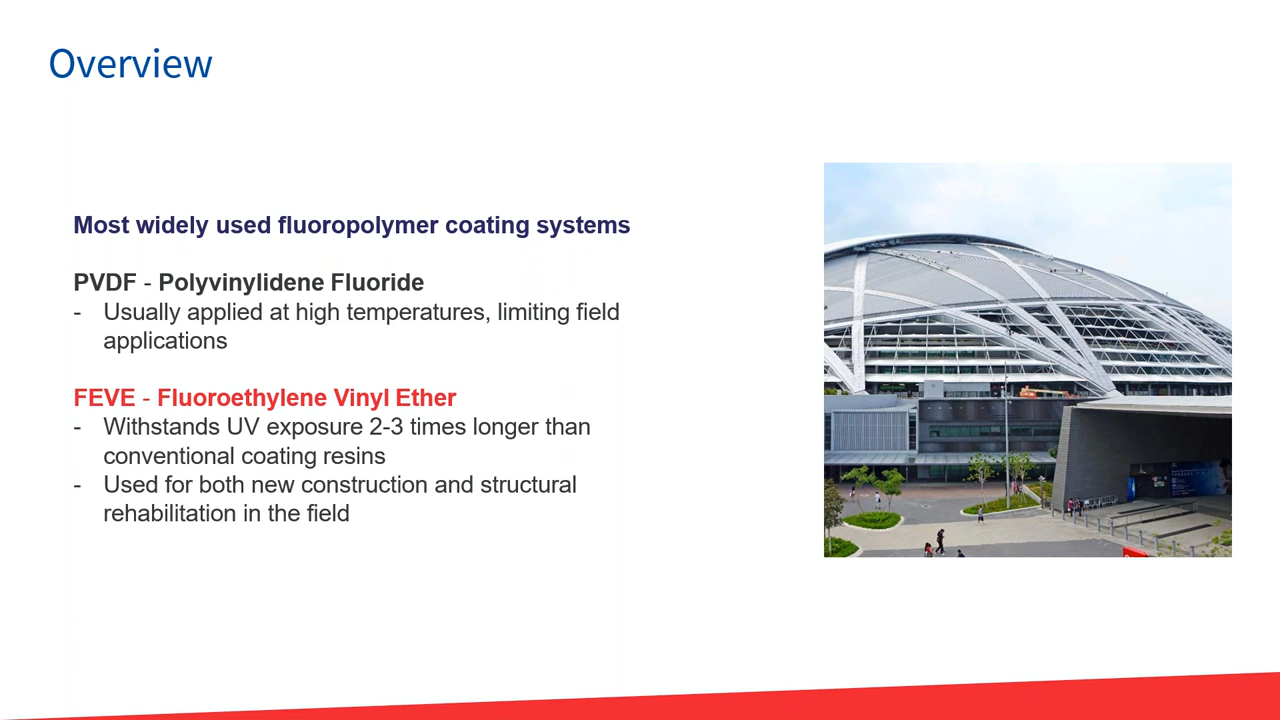 Overview
Most widely used fluoropolymer coating systems
PVDF - Polyvinylidene Fluoride
- Usually applied at high temperatures, limiting field
applications
FEVE - Fluoroethylene Vinyl Ether
- Withstands UV exposure 2-3 times longer than
conventional coating resins
- Used for both new construction and structural
rehabilitation in the field